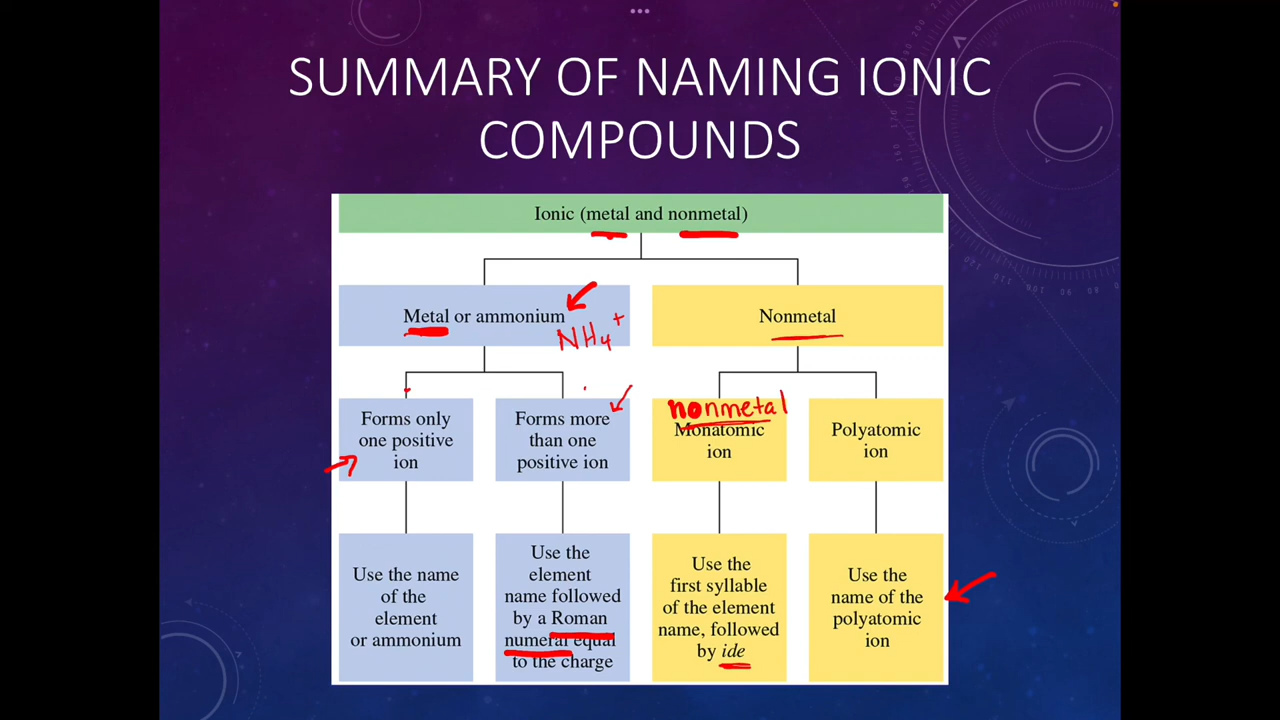 SUMMARY OF NAMING IONIC
COMPOUNDS
Ionic (metal and nonmetal)
Metal or ammonium
NH4+
Nonmetal
Forms only
one positive
ion
Forms more
than one
positive ion
nonmetal
Monatomic
ion
Polyatomic
ion
Use the name
of the
element
or ammonium
Use the
element
name followed
by a Roman
numeral equal
to the charge
Use the
first syllable
of the element
name, followed
by ide
Use the
name of the
polyatomic
ion